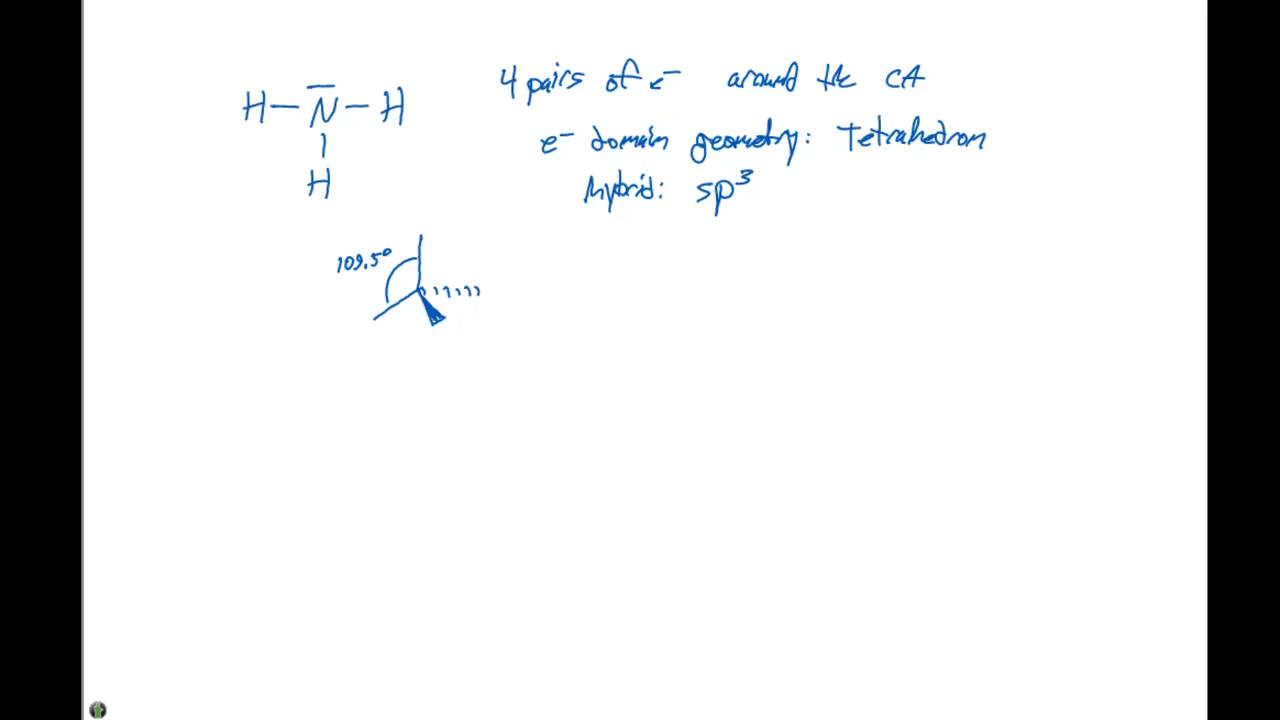 4 pairs of e⁻ around the CA
H—N̅—H
e⁻ domain geometry: Tetrahedron
|
H
hybrid: sp³
109.5°